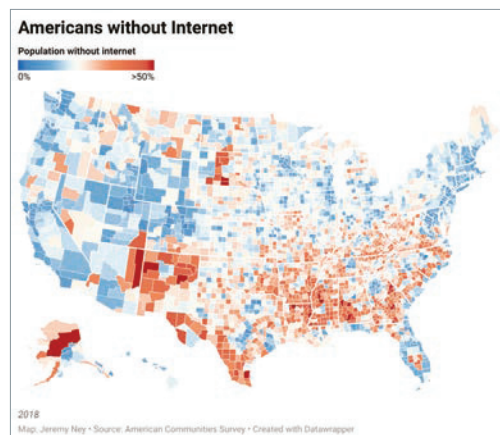 Americans without Internet
Population without internet
0%
>50%
2018
Map: Jeremy Ney • Source: American Communities Survey • Created with Datawrapper